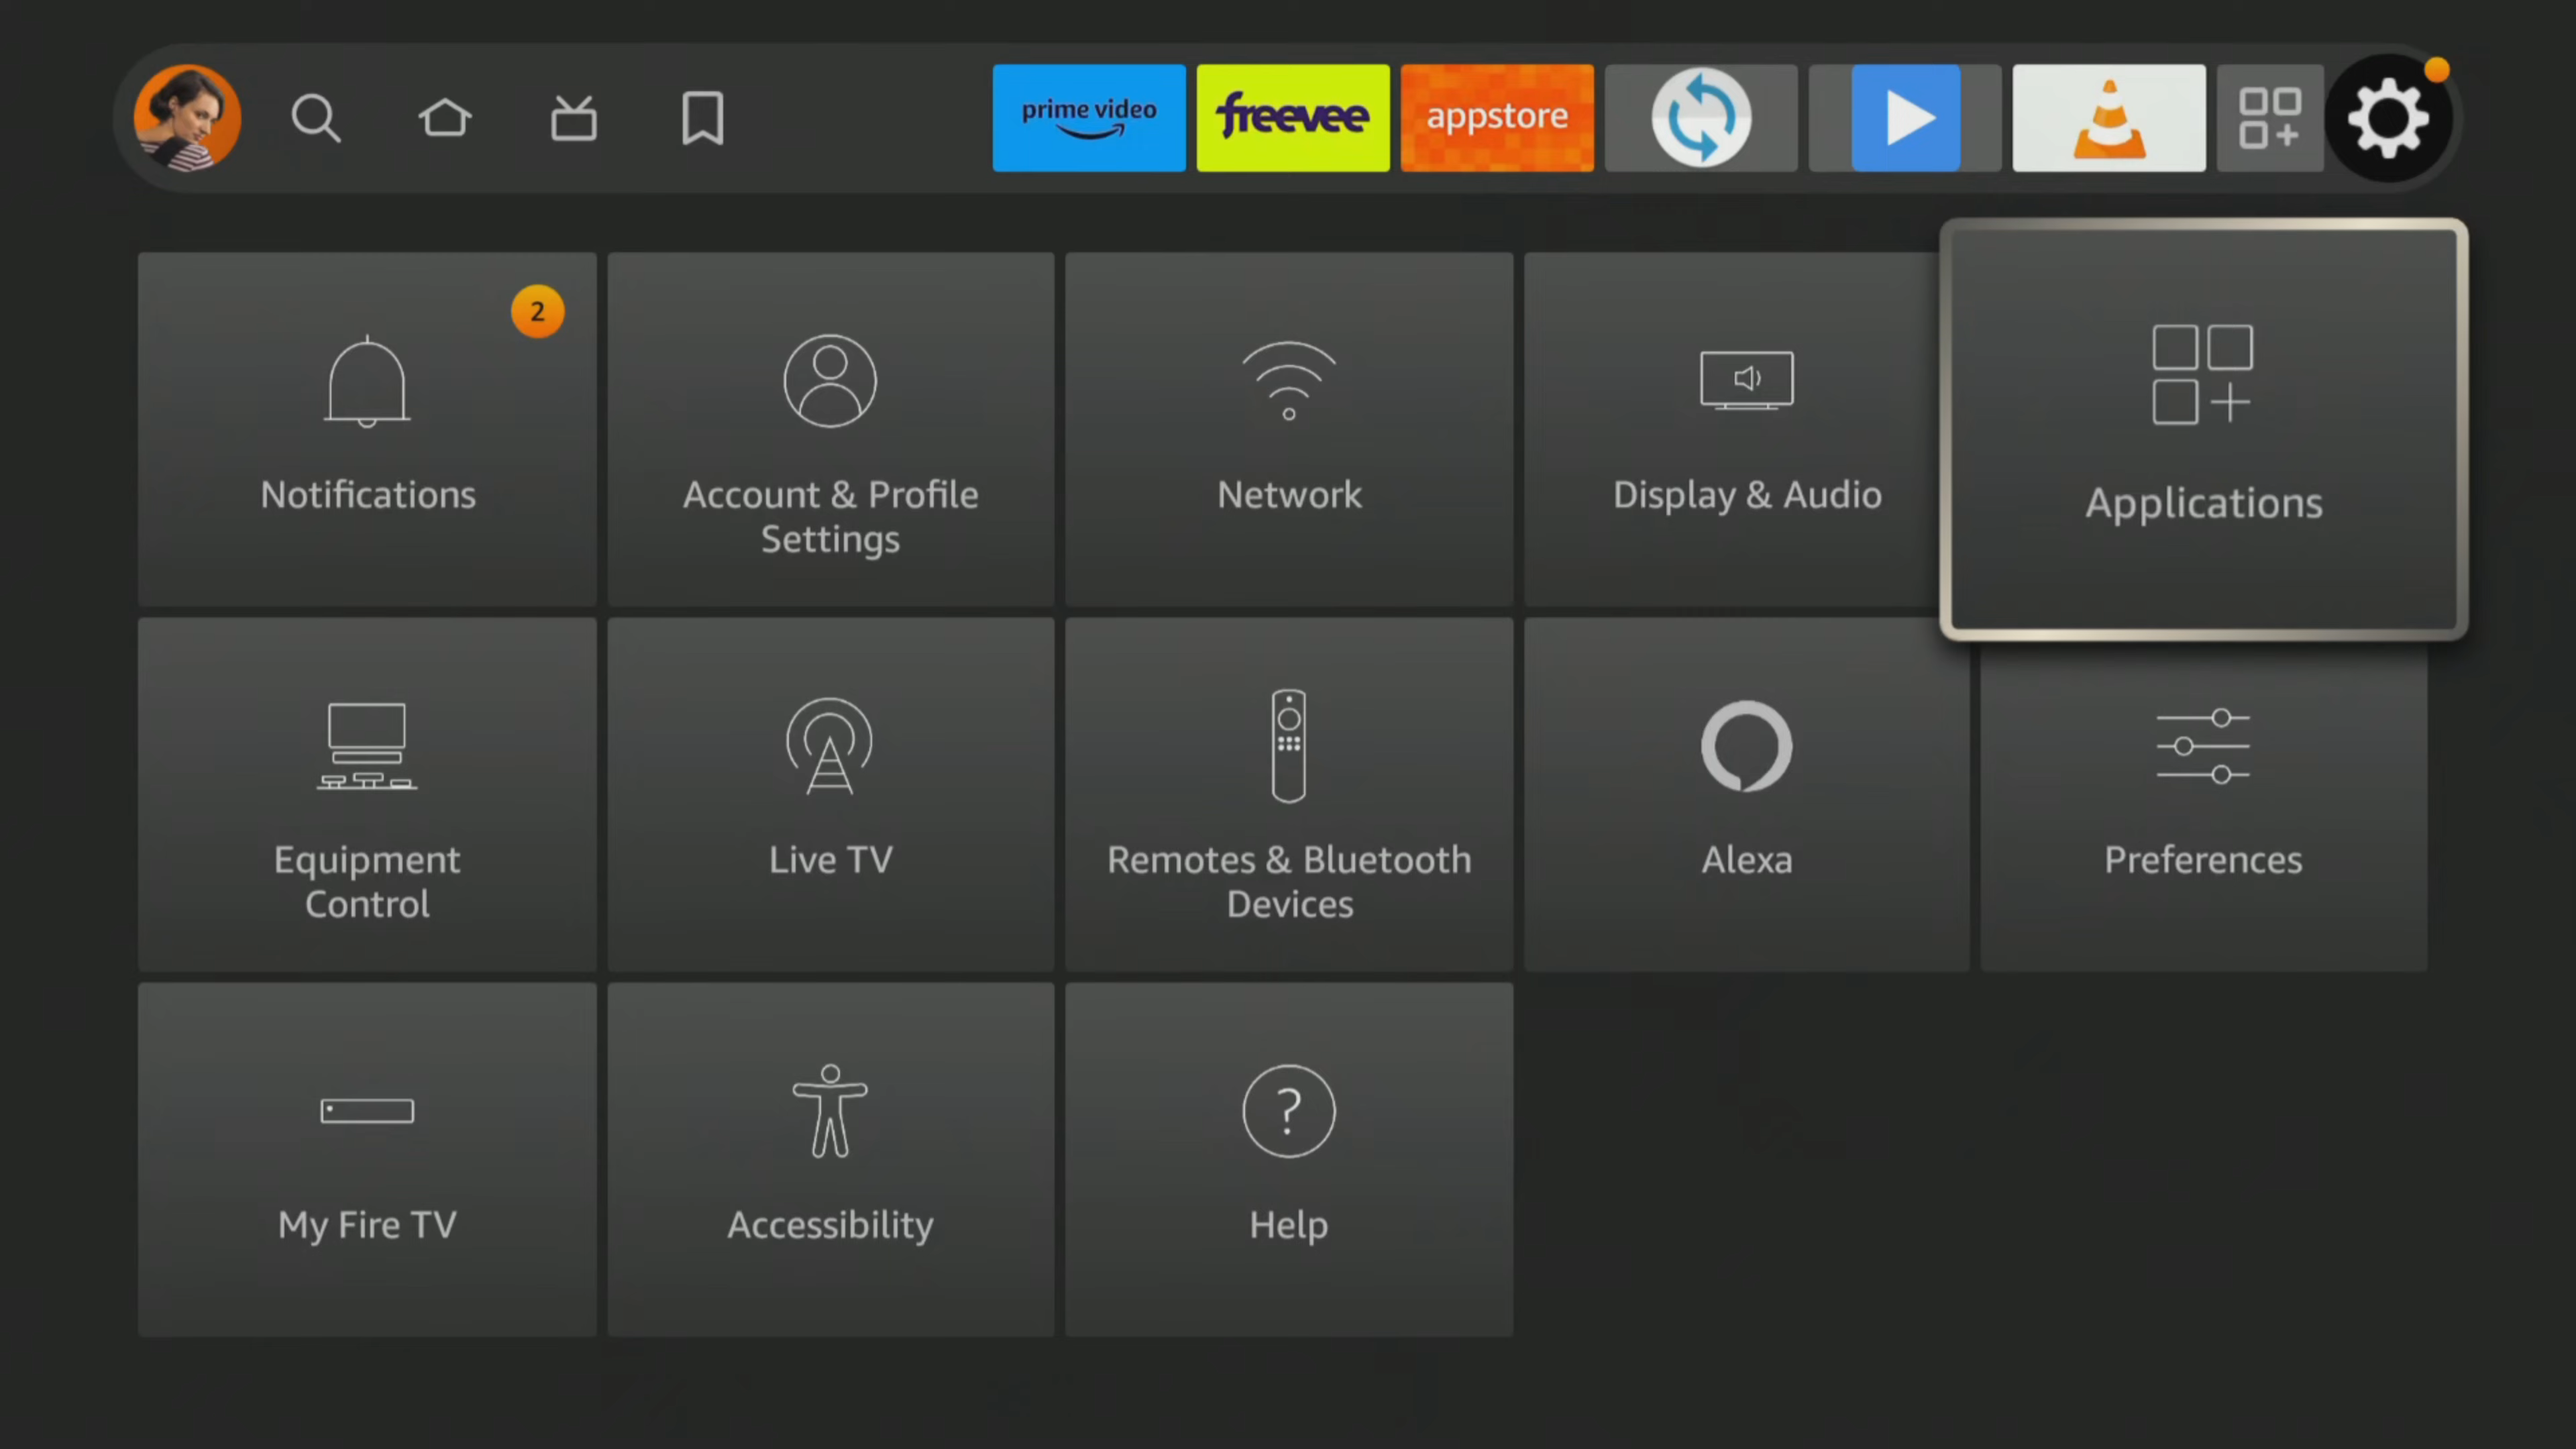 prime video
freevee
appstore
2
Notifications
Account & Profile
Settings
Network
Display & Audio
Applications
Equipment
Control
Live TV
Remotes & Bluetooth
Devices
Alexa
Preferences
My Fire TV
Accessibility
?
Help